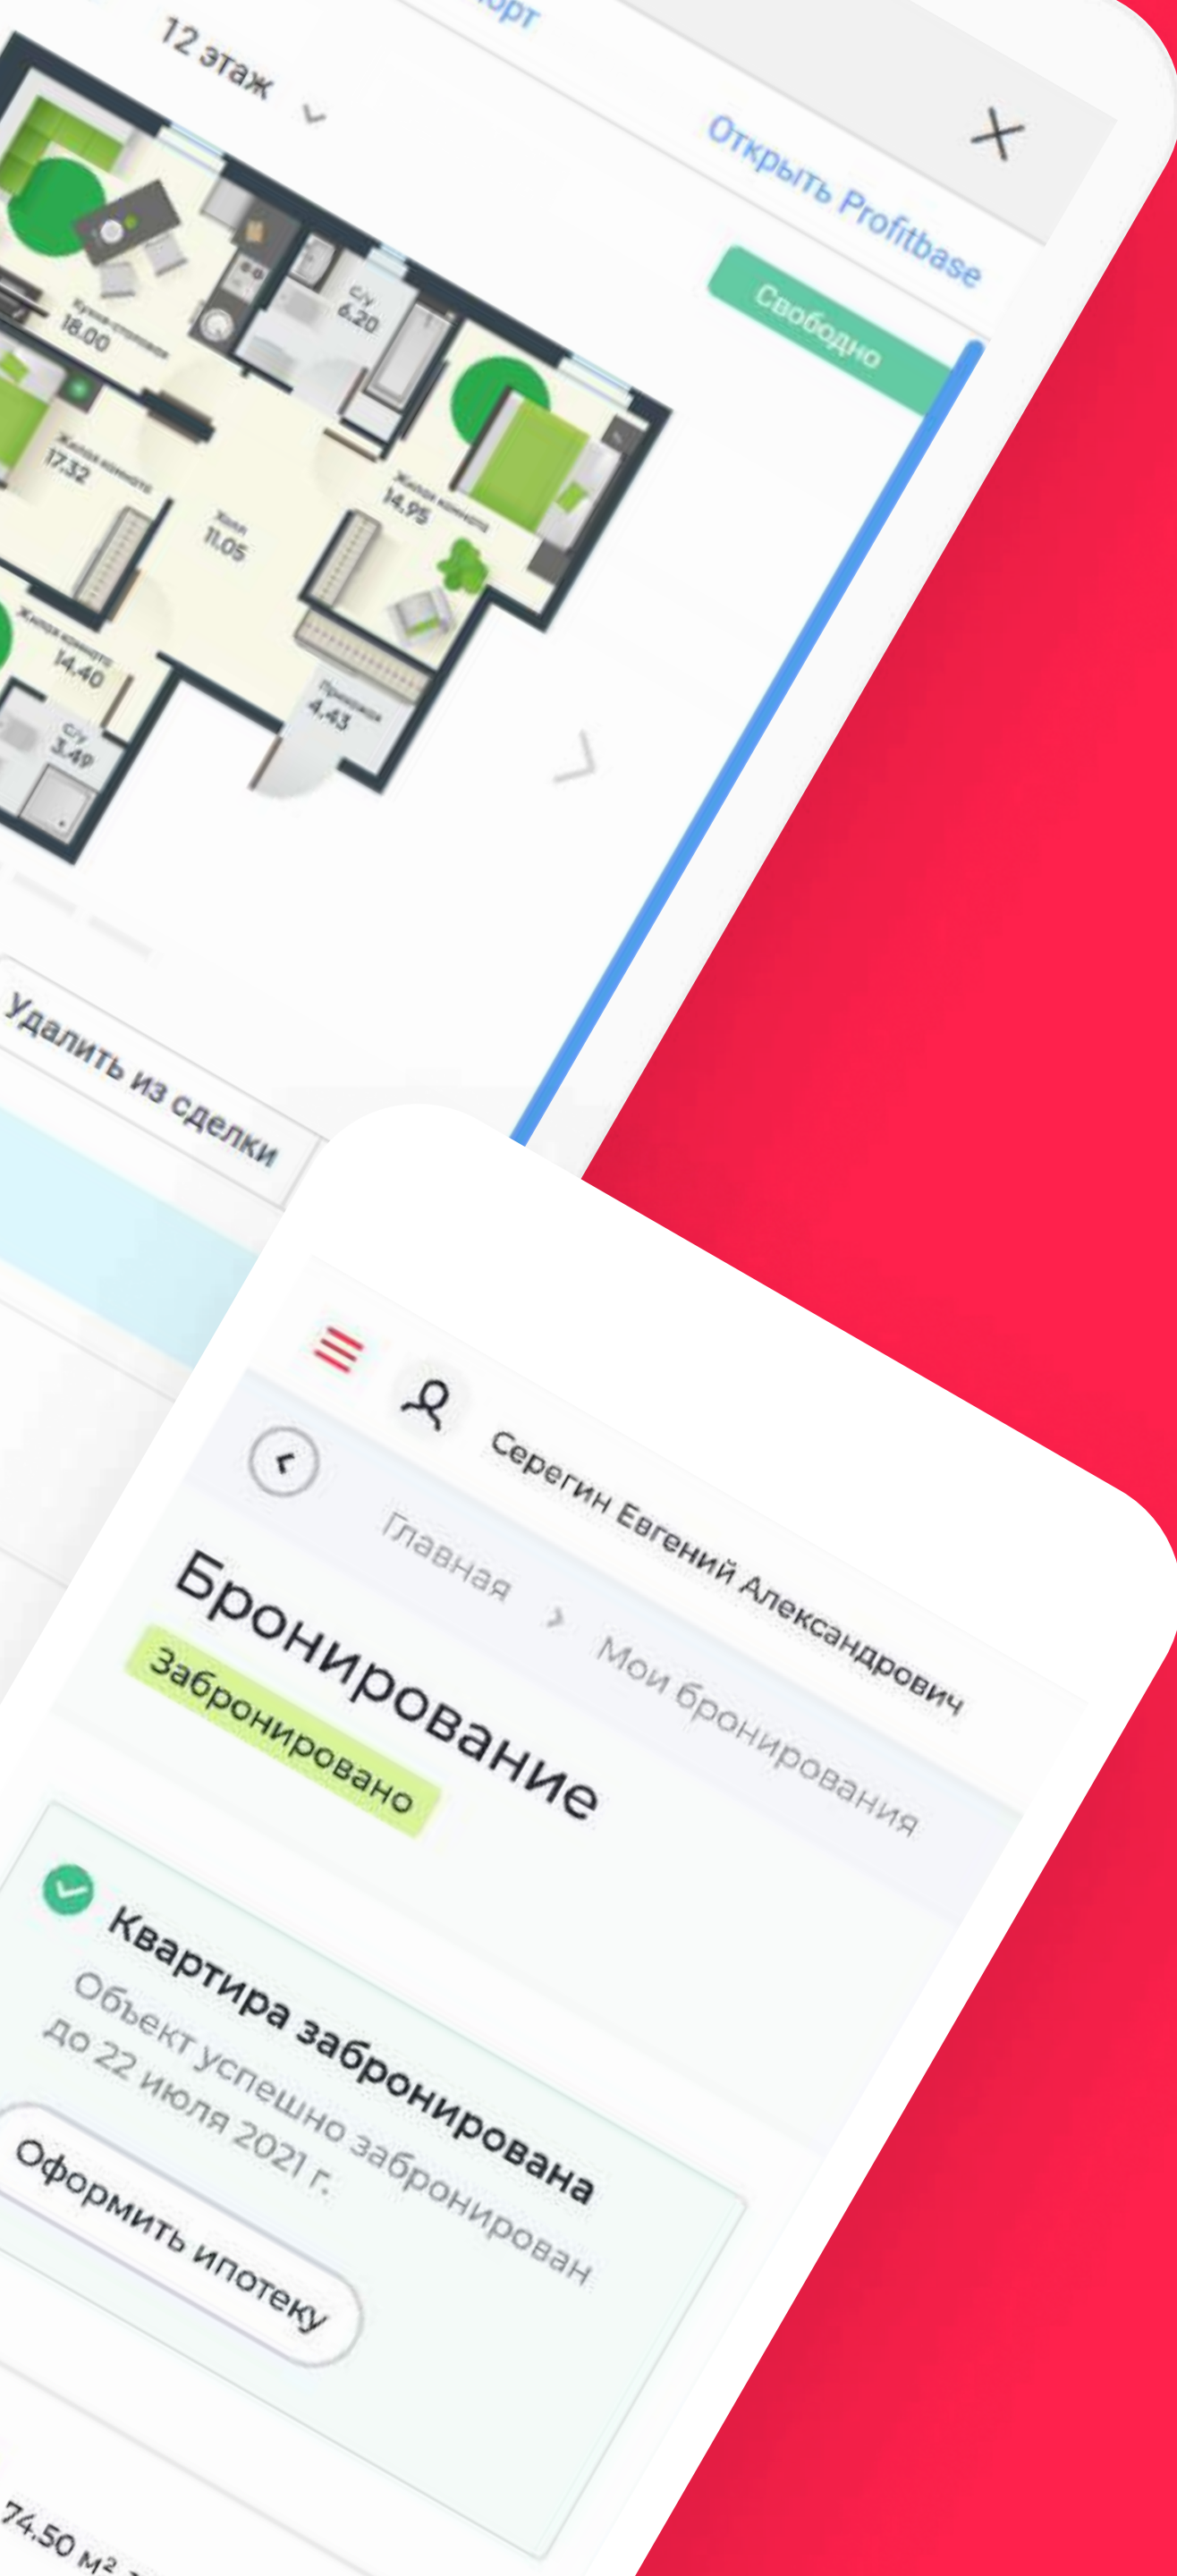 орт
12 этаж
Открыть Profitbase
Свободно
Кухня-столовая
18.00
С/у
6.20
Жилая комната
17.32
Жилая комната
14.95
Холл
11.05
Жилая комната
14.40
Прихожая
4.43
С/у
3.49
Удалить из сделки
Серегин Евгений Александрович
Главная > Мои бронирования
Бронирование
Забронировано
Квартира забронирована
Объект успешно забронирован
до 22 июля 2021 г.
Оформить ипотеку
74.50 м²